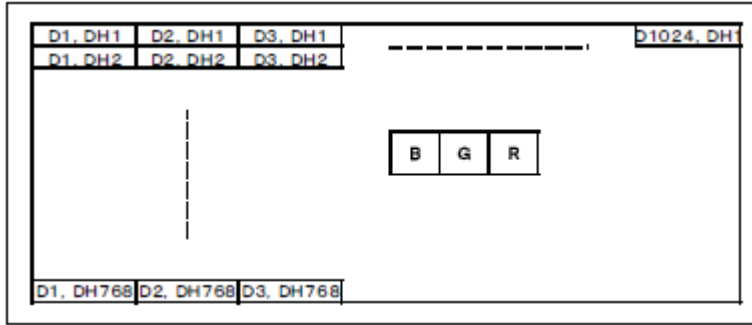 D1, DH1 D2, DH1 D3, DH1 D1024, DH1
D1, DH2 D2, DH2 D3, DH2
B G R
D1, DH768 D2, DH768 D3, DH768